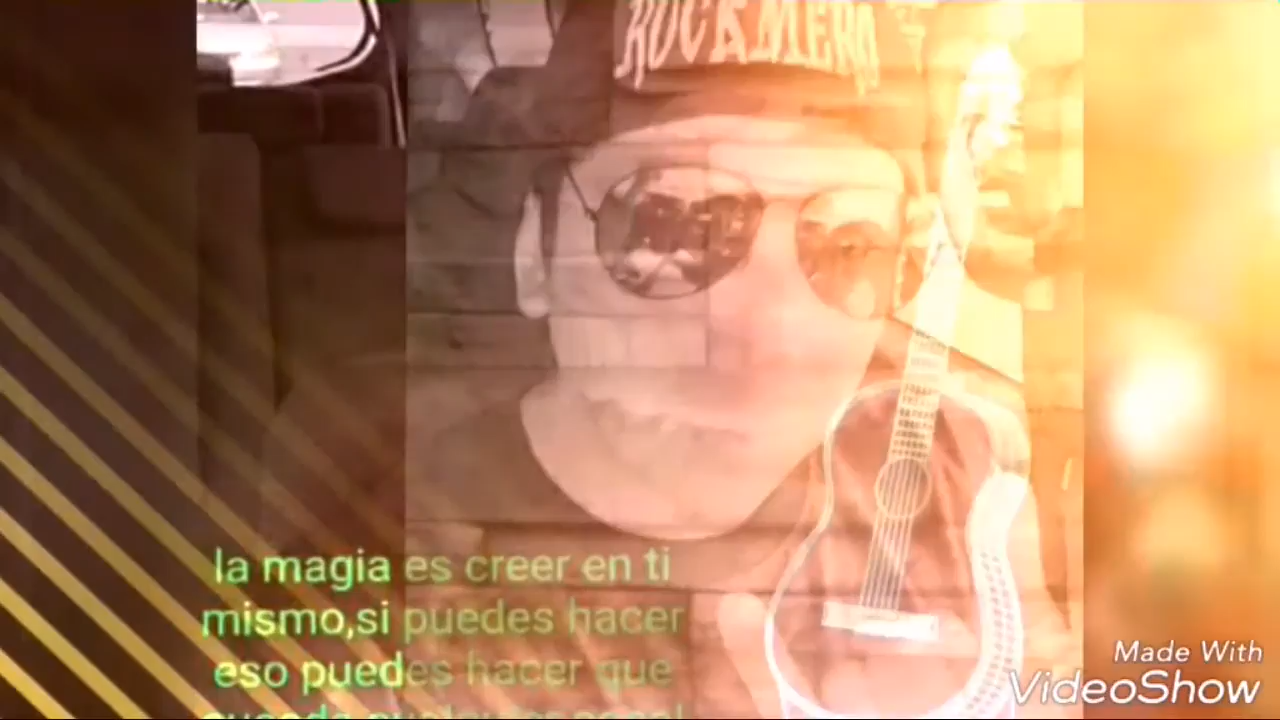 ROCKMERO
la magia es creer en ti
mismo,si puedes hacer
eso puedes hacer que
Made With
VideoShow